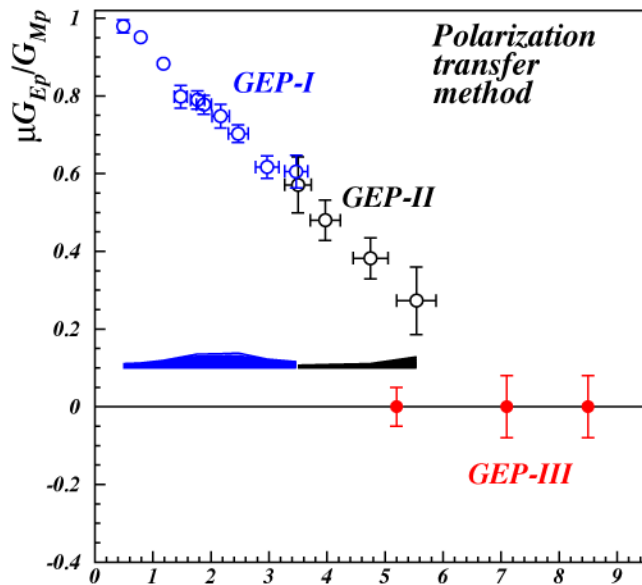 1
0.8
0.6
0.4
0.2
0
-0.2
-0.4
μG_Ep/G_Mp
Polarization
transfer
method
GEP-I
GEP-II
GEP-III
0 1 2 3 4 5 6 7 8 9